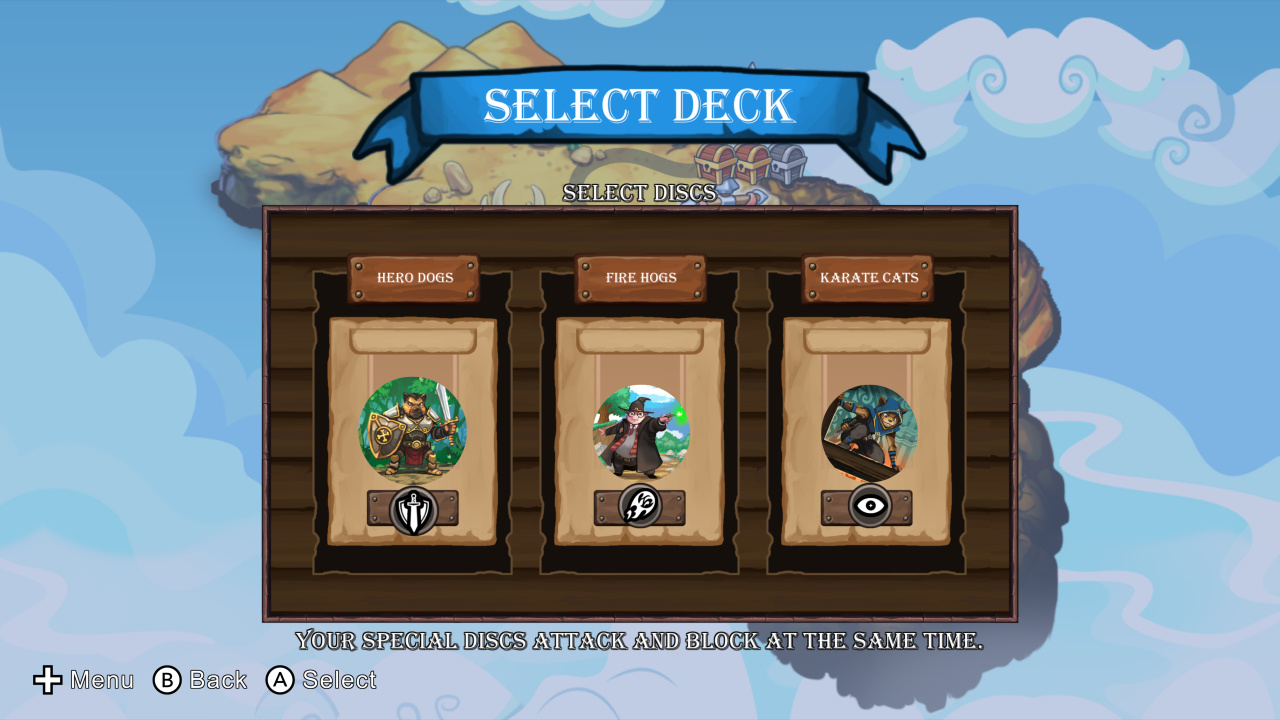 SELECT DECK
SELECT DISCS
HERO DOGS
FIRE HOGS
KARATE CATS
YOUR SPECIAL DISCS ATTACK AND BLOCK AT THE SAME TIME.
Menu B Back A Select